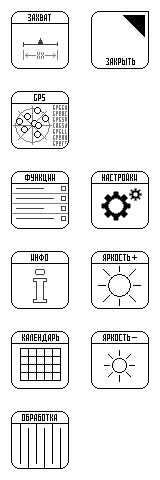 ЗАХВАТ
ЗАКРЫТЬ
GPS
ФУНКЦИИ
НАСТРОЙКИ
ИНФО
ЯРКОСТЬ+
КАЛЕНДАРЬ
ЯРКОСТЬ-
ОБРАБОТКА